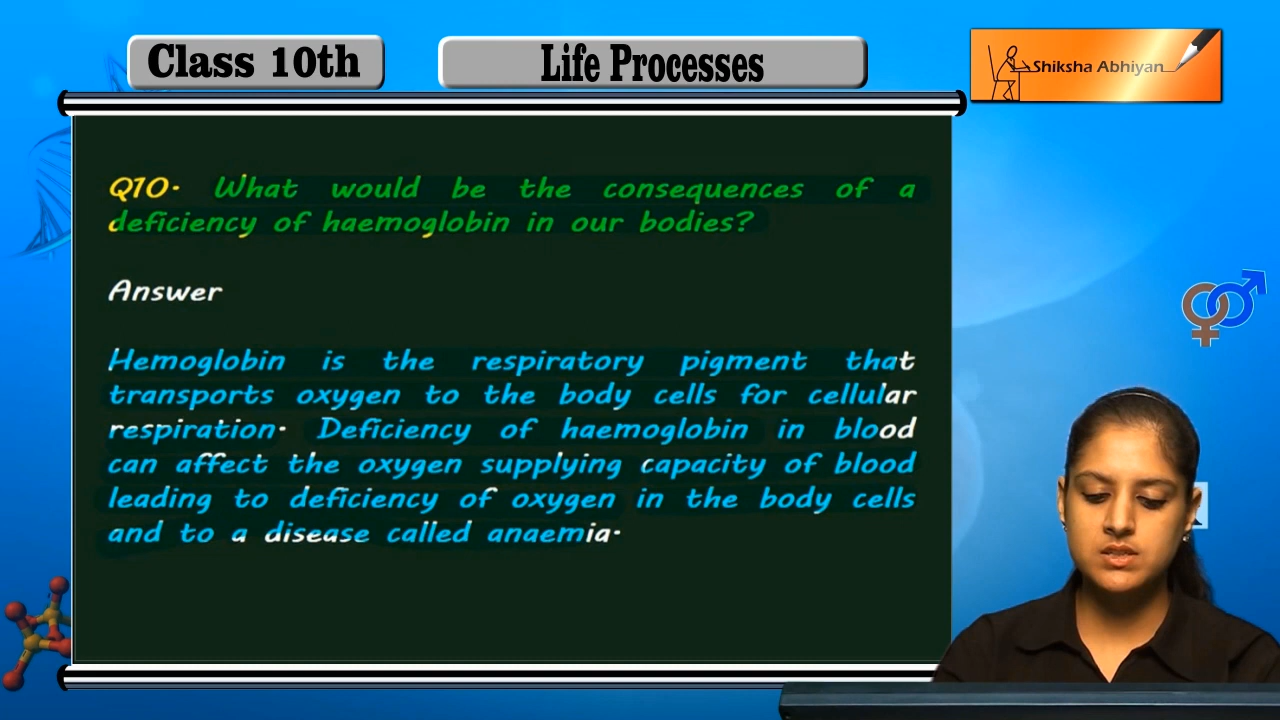 Class 10th
Life Processes
Shiksha Abhiyan
Q10. What would be the consequences of a
deficiency of haemoglobin in our bodies?
Answer
Hemoglobin is the respiratory pigment that
transports oxygen to the body cells for cellular
respiration. Deficiency of haemoglobin in blood
can affect the oxygen supplying capacity of blood
leading to deficiency of oxygen in the body cells
and to a disease called anaemia.